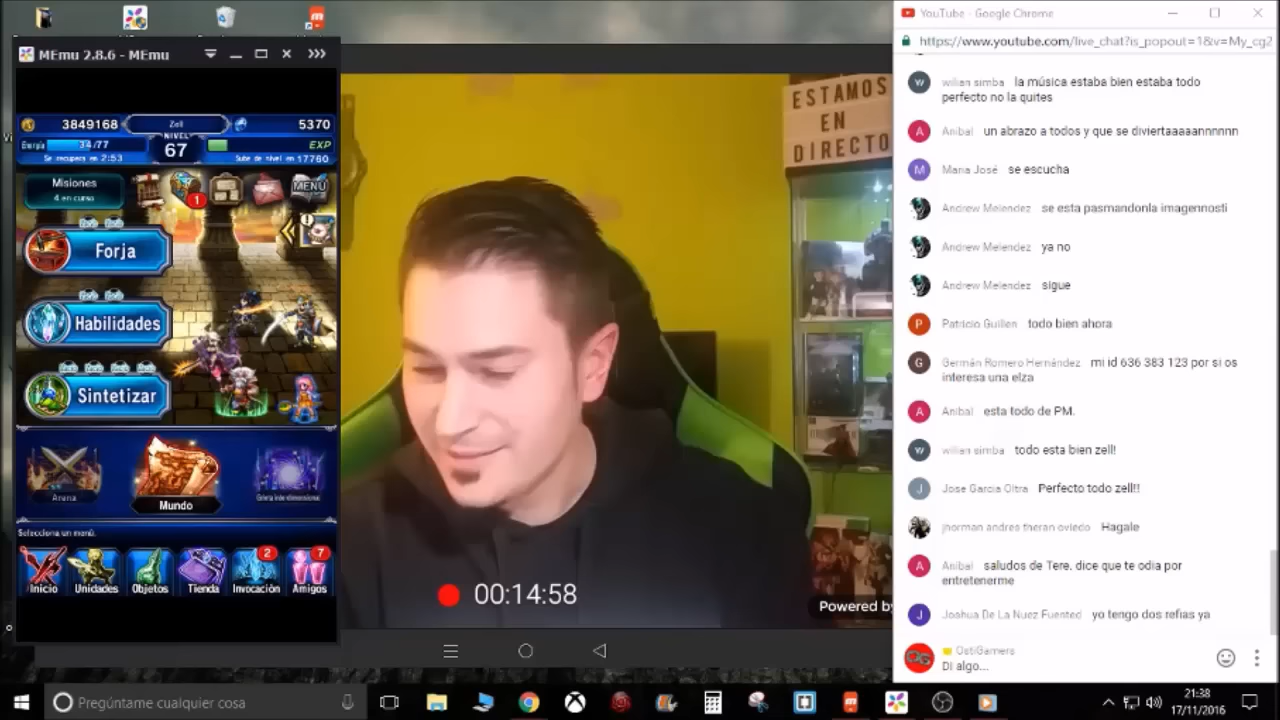 MEmu 2.8.6 - MEmu
3849168
Zell
5370
Energía
34/77
NIVEL
67
EXP
Se recupera en 2:53
Sube de nivel en 17760
Misiones
4 en curso
1
MENU
Forja
Habilidades
Sintetizar
Arena
Mundo
Grieta interdimensional
Selecciona un menú.
2
7
Inicio
Unidades
Objetos
Tienda
Invocación
Amigos
ESTAMOS
EN
DIRECTO
00:14:58
Powered by
YouTube - Google Chrome
https://www.youtube.com/live_chat?is_popout=1&v=My_cg2
wilian simba la música estaba bien estaba todo
perfecto no la quites
Anibal un abrazo a todos y que se diviertaaaaannnnnn
Maria José se escucha
Andrew Melendez se esta pasmandonla imagennosti
Andrew Melendez ya no
Andrew Melendez sigue
Patricio Guillen todo bien ahora
Germán Romero Hernández mi id 636 383 123 por si os
interesa una elza
Anibal esta todo de PM.
wilian simba todo esta bien zell!
Jose Garcia Oltra Perfecto todo zell!!
jhorman andres theran oviedo Hagale
Anibal saludos de Tere. dice que te odia por
entretenerme
Joahua De La Nuez Fuented yo tengo dos refias ya
OstiGamers
Di algo...
Pregúntame cualquier cosa
21:38
17/11/2016